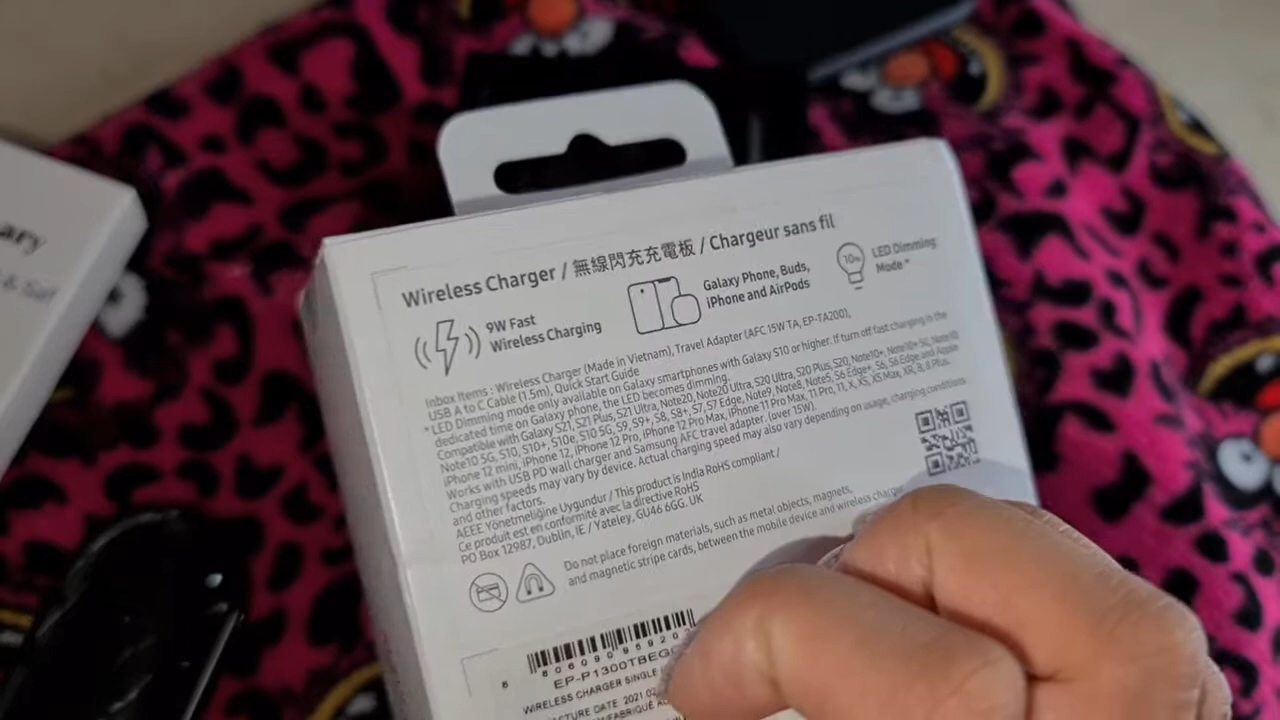 ary
& Saf
Wireless Charger / 無線閃充充電板 / Chargeur sans fil
9W Fast
Wireless Charging
Galaxy Phone, Buds,
iPhone and AirPods
10%
LED Dimming
Mode *
Inbox Items : Wireless Charger (Made in Vietnam), Travel Adapter (AFC 15W TA, EP-TA200),
USB A to C Cable (1.5m), Quick Start Guide
* LED Dimming mode only available on Galaxy smartphones with Galaxy S10 or higher. If turn off fast charging in the
dedicated time on Galaxy phone, the LED becomes dimming.
Compatible with Galaxy S21, S21 Plus, S21 Ultra, Note20, Note20 Ultra, S20 Ultra, S20 Plus, S20, Note10+, Note10+ 5G, Note10
Note10 5G, S10, S10+, S10e, S10 5G, S9, S9+, S8, S8+, S7, S7 Edge, Note9, Note8, Note5, S6 Edge+, S6, S6 Edge and Apple
iPhone 12 mini, iPhone 12, iPhone 12 Pro, iPhone 12 Pro Max, iPhone 11 Pro Max, 11 Pro, 11, X, XS, XS Max, XR, 8, 8 Plus.
Works with USB PD wall charger and Samsung AFC travel adapter. (over 15W).
Charging speeds may vary by device. Actual charging speed may also vary depending on usage, charging conditions
and other factors.
AEEE Yönetmeliğine Uygundur / This product is India RoHS compliant /
Ce produit est en conformité avec la directive RoHS
PO Box 12987, Dublin, IE / Yateley, GU46 6GG, UK
Do not place foreign materials, such as metal objects, magnets,
and magnetic stripe cards, between the mobile device and wireless charger
8 806090 95920
EP-P1300TBEG
WIRELESS CHARGER SINGLE
CTURE DATE 2021 02